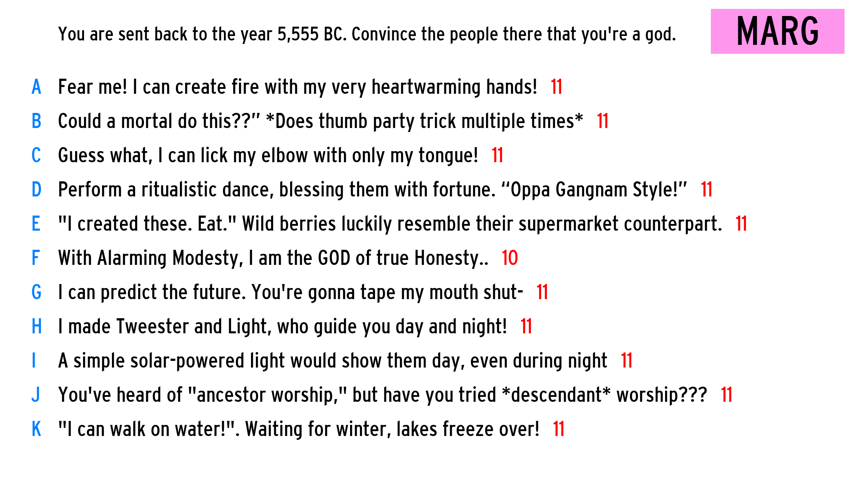 You are sent back to the year 5,555 BC. Convince the people there that you're a god.
MARG
A Fear me! I can create fire with my very heartwarming hands! 11
B Could a mortal do this??” *Does thumb party trick multiple times* 11
C Guess what, I can lick my elbow with only my tongue! 11
D Perform a ritualistic dance, blessing them with fortune. “Oppa Gangnam Style!” 11
E "I created these. Eat." Wild berries luckily resemble their supermarket counterpart. 11
F With Alarming Modesty, I am the GOD of true Honesty.. 10
G I can predict the future. You're gonna tape my mouth shut- 11
H I made Tweester and Light, who guide you day and night! 11
I A simple solar-powered light would show them day, even during night 11
J You've heard of "ancestor worship," but have you tried *descendant* worship??? 11
K "I can walk on water!". Waiting for winter, lakes freeze over! 11